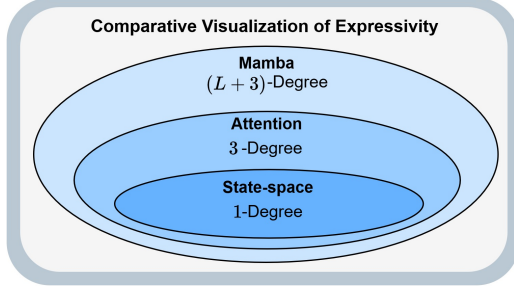 Comparative Visualization of Expressivity
Mamba
(L + 3)-Degree
Attention
3-Degree
State-space
1-Degree